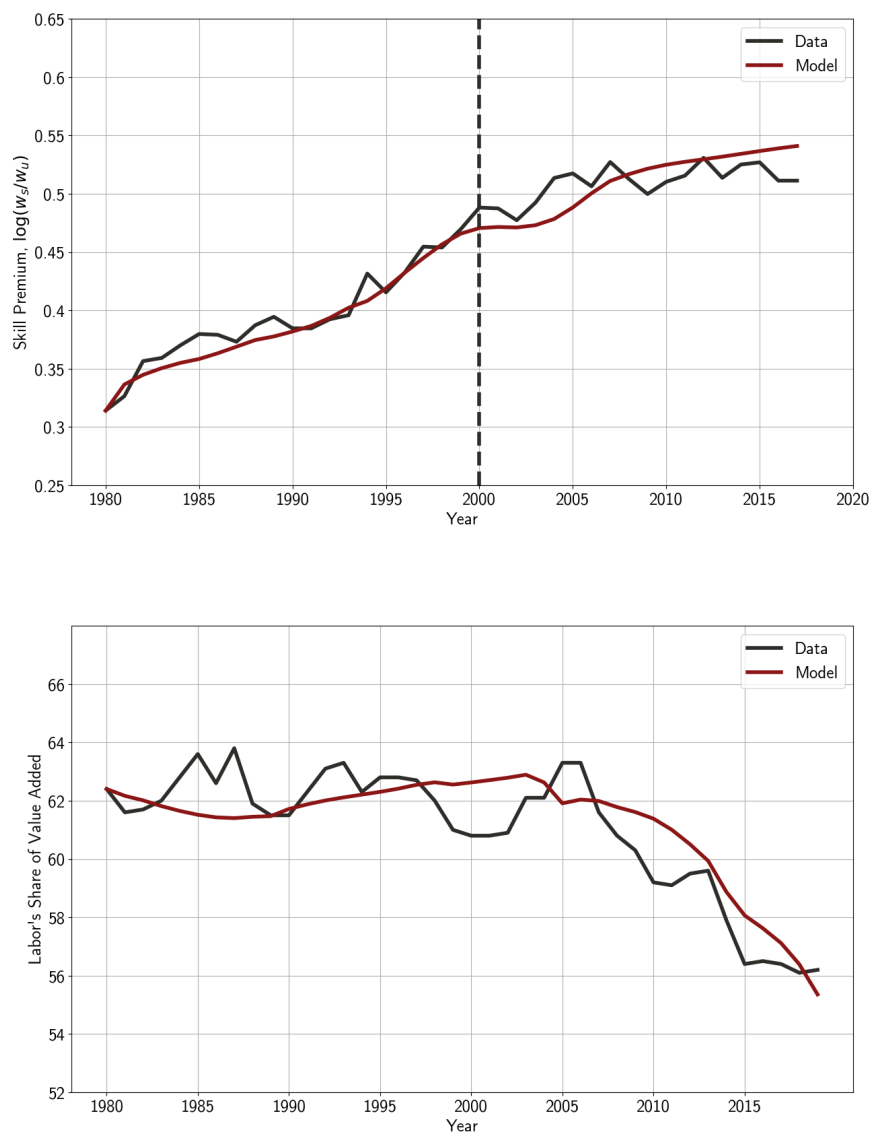 0.65
0.6
0.55
0.5
0.45
0.4
0.35
0.3
0.25
Skill Premium, log(w_s/w_u)
Data
Model
1980 1985 1990 1995 2000 2005 2010 2015 2020
Year
66
64
62
60
58
56
54
52
Labor's Share of Value Added
Data
Model
1980 1985 1990 1995 2000 2005 2010 2015
Year